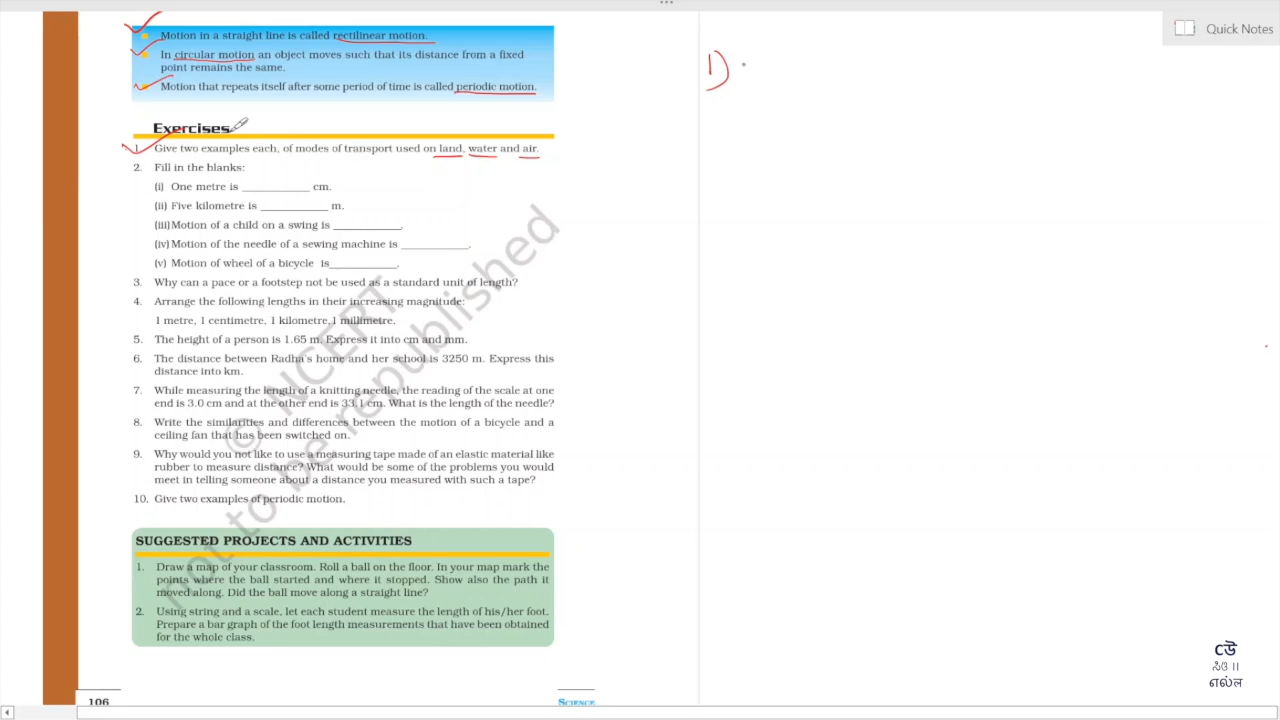 Motion in a straight line is called rectilinear motion.
In circular motion an object moves such that its distance from a fixed
point remains the same.
Motion that repeats itself after some period of time is called periodic motion.
Exercises
1. Give two examples each, of modes of transport used on land, water and air.
2. Fill in the blanks:
(i) One metre is ____________ cm.
(ii) Five kilometre is ____________ m.
(iii) Motion of a child on a swing is ____________.
(iv) Motion of the needle of a sewing machine is ____________.
(v) Motion of wheel of a bicycle is____________.
3. Why can a pace or a footstep not be used as a standard unit of length?
4. Arrange the following lengths in their increasing magnitude:
1 metre, 1 centimetre, 1 kilometre,1 millimetre.
5. The height of a person is 1.65 m. Express it into cm and mm.
6. The distance between Radha's home and her school is 3250 m. Express this
distance into km.
7. While measuring the length of a knitting needle, the reading of the scale at one
end is 3.0 cm and at the other end is 33.1 cm. What is the length of the needle?
8. Write the similarities and differences between the motion of a bicycle and a
ceiling fan that has been switched on.
9. Why would you not like to use a measuring tape made of an elastic material like
rubber to measure distance? What would be some of the problems you would
meet in telling someone about a distance you measured with such a tape?
10. Give two examples of periodic motion.
© NCERT
not to be republished
SUGGESTED PROJECTS AND ACTIVITIES
1. Draw a map of your classroom. Roll a ball on the floor. In your map mark the
points where the ball started and where it stopped. Show also the path it
moved along. Did the ball move along a straight line?
2. Using string and a scale, let each student measure the length of his/her foot.
Prepare a bar graph of the foot length measurements that have been obtained
for the whole class.
106
SCIENCE
1)
Quick Notes